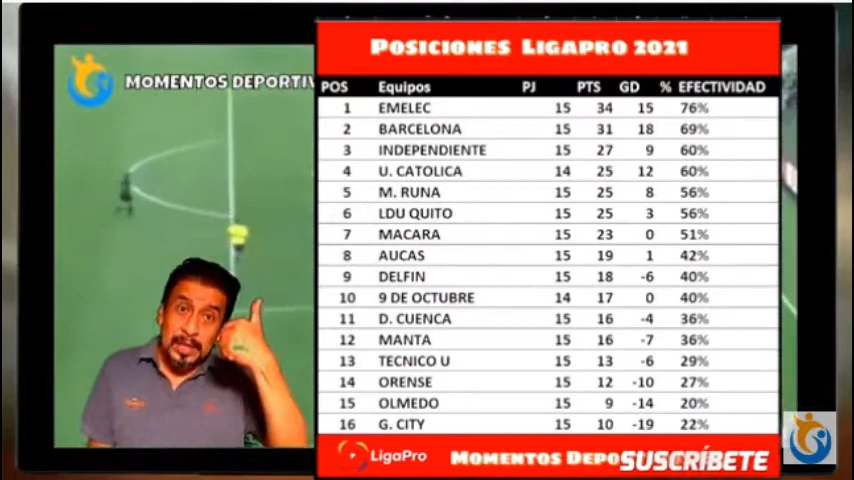 POSICIONES LIGAPRO 2021
MOMENTOS DEPORTIV
POS Equipos PJ PTS GD % EFECTIVIDAD
1 EMELEC 15 34 15 76%
2 BARCELONA 15 31 18 69%
3 INDEPENDIENTE 15 27 9 60%
4 U. CATOLICA 14 25 12 60%
5 M. RUNA 15 25 8 56%
6 LDU QUITO 15 25 3 56%
7 MACARA 15 23 0 51%
8 AUCAS 15 19 1 42%
9 DELFIN 15 18 -6 40%
10 9 DE OCTUBRE 14 17 0 40%
11 D. CUENCA 15 16 -4 36%
12 MANTA 15 16 -7 36%
13 TECNICO U 15 13 -6 29%
14 ORENSE 15 12 -10 27%
15 OLMEDO 15 9 -14 20%
16 G. CITY 15 10 -19 22%
LigaPro MOMENTOS DEPO SUSCRÍBETE